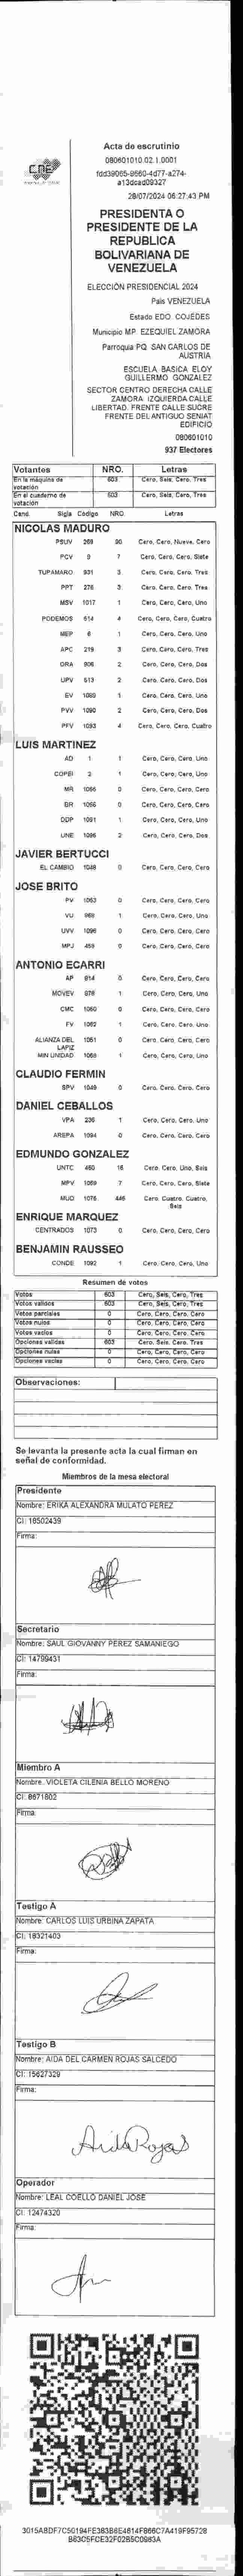 CNE
Acta de escrutinio
080601010.02.1.0001
fdd39065-9660-4d77-a274-
a13dcad09327
28/07/2024 06:27:43 PM
PRESIDENTA O
PRESIDENTE DE LA
REPUBLICA
BOLIVARIANA DE
VENEZUELA
ELECCIÓN PRESIDENCIAL 2024
Pais VENEZUELA
Estado EDO. COJEDES
Municipio MP. EZEQUIEL ZAMORA
Parroquia PQ. SAN CARLOS DE
AUSTRIA
ESCUELA BASICA ELOY
GUILLERMO GONZALEZ
SECTOR CENTRO DERECHA CALLE
ZAMORA. IZQUIERDA CALLE
LIBERTAD. FRENTE CALLE SUCRE
FRENTE DEL ANTIGUO SENIAT
EDIFICIO
080601010
937 Electores
Votantes NRO. Letras
En la máquina de votación 603 Cero, Seis, Cero, Tres
En el cuaderno de votación 603 Cero, Seis, Cero, Tres
Cand. Sigla Código NRO. Letras
NICOLAS MADURO
PSUV 268 90 Cero, Cero, Nueve, Cero
PCV 9 7 Cero, Cero, Cero, Siete
TUPAMARO 931 3 Cero, Cero, Cero, Tres
PPT 276 3 Cero, Cero, Cero, Tres
MSV 1017 1 Cero, Cero, Cero, Uno
PODEMOS 514 4 Cero, Cero, Cero, Cuatro
MEP 6 1 Cero, Cero, Cero, Uno
APC 219 3 Cero, Cero, Cero, Tres
ORA 906 2 Cero, Cero, Cero, Dos
UPV 613 2 Cero, Cero, Cero, Dos
EV 1089 1 Cero, Cero, Cero, Uno
PVV 1090 2 Cero, Cero, Cero, Dos
PFV 1093 4 Cero, Cero, Cero, Cuatro
LUIS MARTINEZ
AD 1 1 Cero, Cero, Cero, Uno
COPEI 3 1 Cero, Cero, Cero, Uno
MR 1066 0 Cero, Cero, Cero, Cero
BR 1056 0 Cero, Cero, Cero, Cero
DDP 1091 1 Cero, Cero, Cero, Uno
UNE 1095 2 Cero, Cero, Cero, Dos
JAVIER BERTUCCI
EL CAMBIO 1048 0 Cero, Cero, Cero, Cero
JOSE BRITO
PV 1053 0 Cero, Cero, Cero, Cero
VU 968 1 Cero, Cero, Cero, Uno
UVV 1096 0 Cero, Cero, Cero, Cero
MPJ 459 0 Cero, Cero, Cero, Cero
ANTONIO ECARRI
AP 914 0 Cero, Cero, Cero, Cero
MOVEV 978 1 Cero, Cero, Cero, Uno
CMC 1050 0 Cero, Cero, Cero, Cero
FV 1062 1 Cero, Cero, Cero, Uno
ALIANZA DEL LAPIZ 1051 0 Cero, Cero, Cero, Cero
MIN UNIDAD 1058 1 Cero, Cero, Cero, Uno
CLAUDIO FERMIN
SPV 1049 0 Cero, Cero, Cero, Cero
DANIEL CEBALLOS
VPA 236 1 Cero, Cero, Cero, Uno
AREPA 1094 0 Cero, Cero, Cero, Cero
EDMUNDO GONZALEZ
UNTC 460 16 Cero, Cero, Uno, Seis
MPV 1069 7 Cero, Cero, Cero, Siete
MUD 1076 446 Cero, Cuatro, Cuatro, Seis
ENRIQUE MARQUEZ
CENTRADOS 1073 0 Cero, Cero, Cero, Cero
BENJAMIN RAUSSEO
CONDE 1092 1 Cero, Cero, Cero, Uno
Resumen de votos
Votos 603 Cero, Seis, Cero, Tres
Votos validos 603 Cero, Seis, Cero, Tres
Votos parciales 0 Cero, Cero, Cero, Cero
Votos nulos 0 Cero, Cero, Cero, Cero
Votos vacios 0 Cero, Cero, Cero, Cero
Opciones validas 603 Cero, Seis, Cero, Tres
Opciones nulas 0 Cero, Cero, Cero, Cero
Opciones vacias 0 Cero, Cero, Cero, Cero
Observaciones:
Se levanta la presente acta la cual firman en
señal de conformidad.
Miembros de la mesa electoral
Presidente
Nombre: ERIKA ALEXANDRA MULATO PEREZ
CI: 18502439
Firma:
Secretario
Nombre: SAUL GIOVANNY PEREZ SAMANIEGO
CI: 14799431
Firma:
Miembro A
Nombre: VIOLETA CILENIA BELLO MORENO
CI: 8671802
Firma:
Testigo A
Nombre: CARLOS LUIS URBINA ZAPATA
CI: 18321403
Firma:
Testigo B
Nombre: AIDA DEL CARMEN ROJAS SALCEDO
CI: 15627329
Firma:
Aida Rojas
Operador
Nombre: LEAL COELLO DANIEL JOSE
CI: 12474320
Firma:
3015ABDF7C50194FE383B6E4814F866C7A419F95728
B83C5FCE32F02B5C0983A